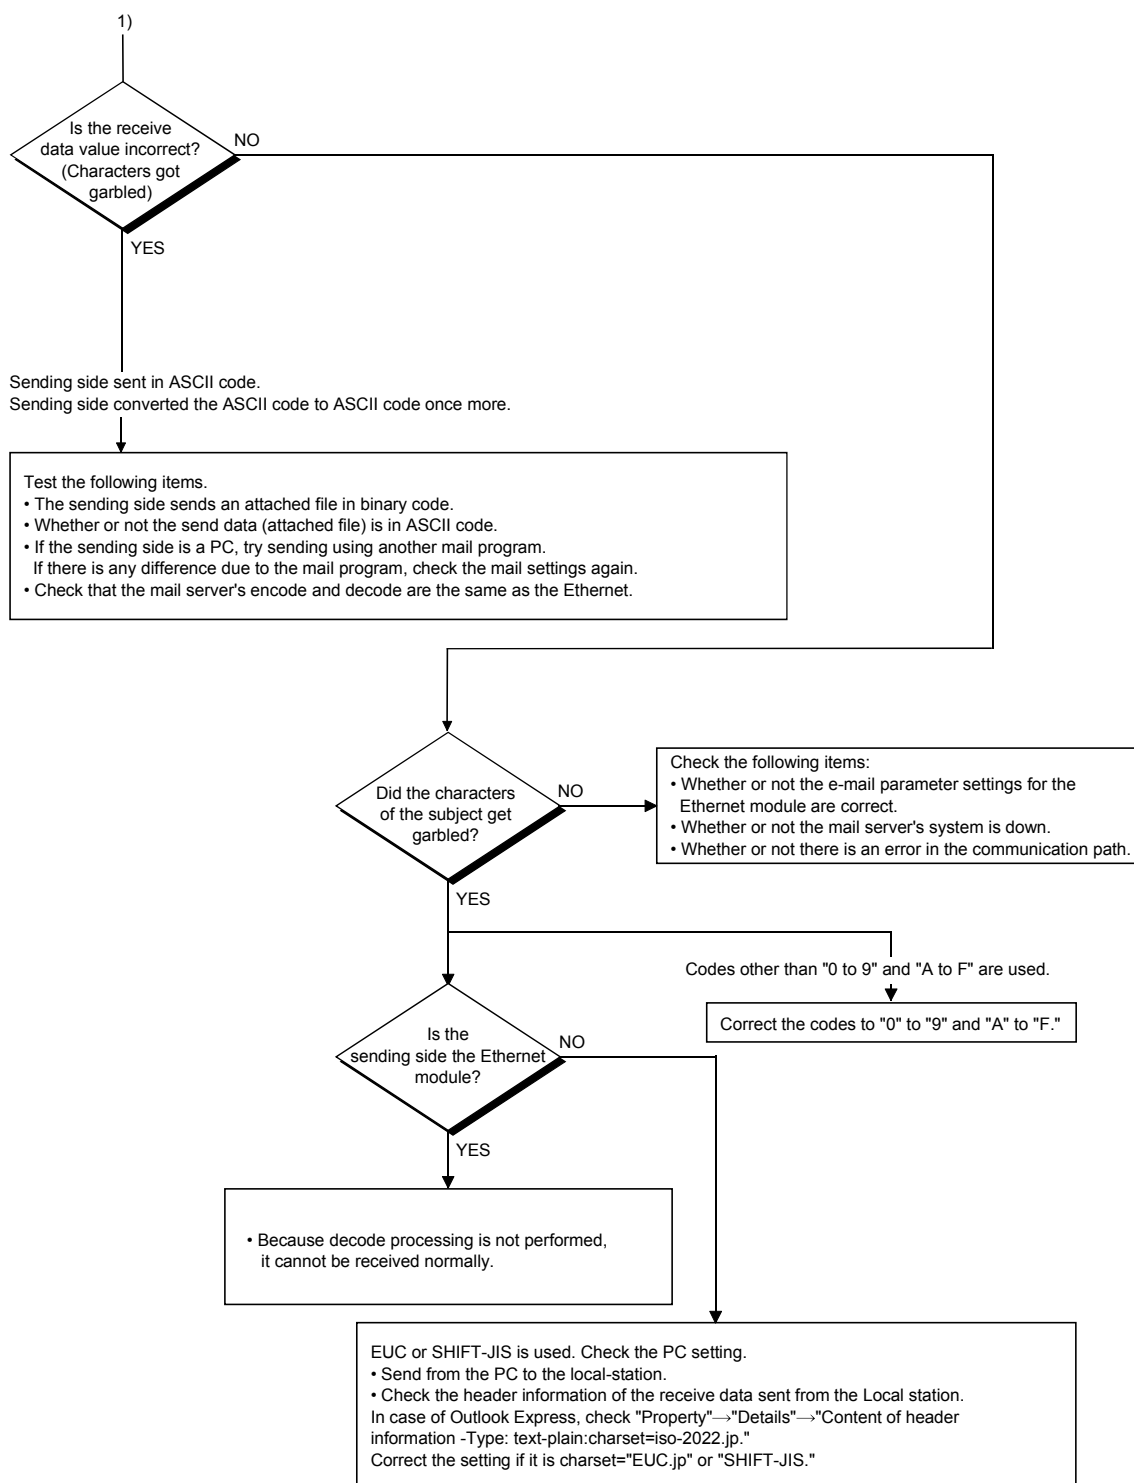 1)
Is the receive
data value incorrect?
(Characters got
garbled)
NO
YES
Sending side sent in ASCII code.
Sending side converted the ASCII code to ASCII code once more.
Test the following items.
• The sending side sends an attached file in binary code.
• Whether or not the send data (attached file) is in ASCII code.
• If the sending side is a PC, try sending using another mail program.
If there is any difference due to the mail program, check the mail settings again.
• Check that the mail server's encode and decode are the same as the Ethernet.
Did the characters
of the subject get
garbled?
NO
Check the following items:
• Whether or not the e-mail parameter settings for the
Ethernet module are correct.
• Whether or not the mail server's system is down.
• Whether or not there is an error in the communication path.
YES
Codes other than "0 to 9" and "A to F" are used.
Correct the codes to "0" to "9" and "A" to "F."
Is the
sending side the Ethernet
module?
NO
YES
• Because decode processing is not performed,
it cannot be received normally.
EUC or SHIFT-JIS is used. Check the PC setting.
• Send from the PC to the local-station.
• Check the header information of the receive data sent from the Local station.
In case of Outlook Express, check "Property"→"Details"→"Content of header
information -Type: text-plain:charset=iso-2022.jp."
Correct the setting if it is charset="EUC.jp" or "SHIFT-JIS."